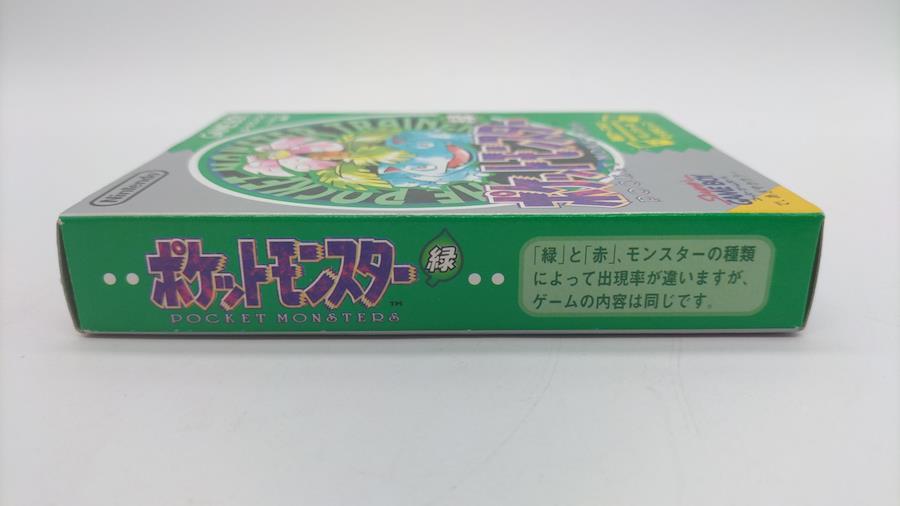 Nintendo
ポケットモンスター 緑
TM
POCKET MONSTERS
「緑」と「赤」、モンスターの種類
によって出現率が違いますが、
ゲームの内容は同じです。
GAMEBOY